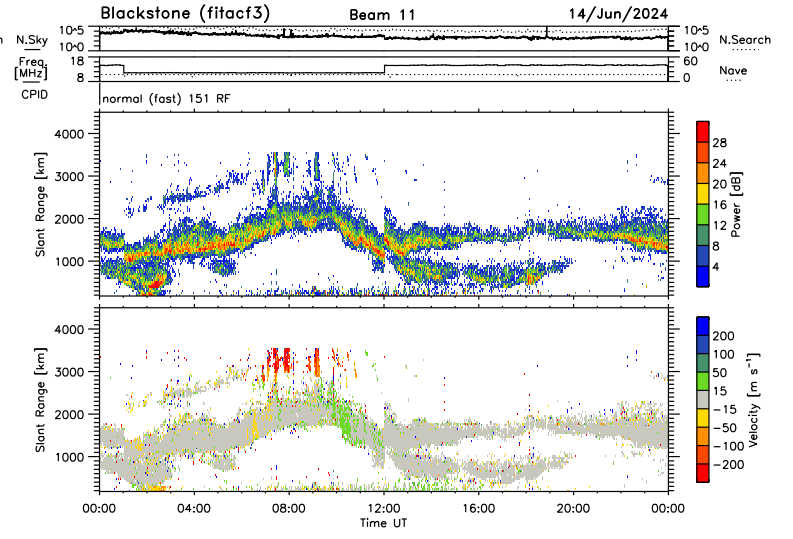 Blackstone (fitacf3) Beam 11 14/Jun/2024
n N.Sky 10^5 10^5 N.Search
10^0 10^0
Freq. 18 60
[MHz] 8 0 Nave
CPID normal (fast) 151 RF
Slant Range [km]
4000
3000
2000
1000
28
24
20
16
12
8
4
Power [dB]
Slant Range [km]
4000
3000
2000
1000
200
100
50
15
-15
-50
-100
-200
Velocity [m s^-1]
00:00 04:00 08:00 12:00 16:00 20:00 00:00
Time UT